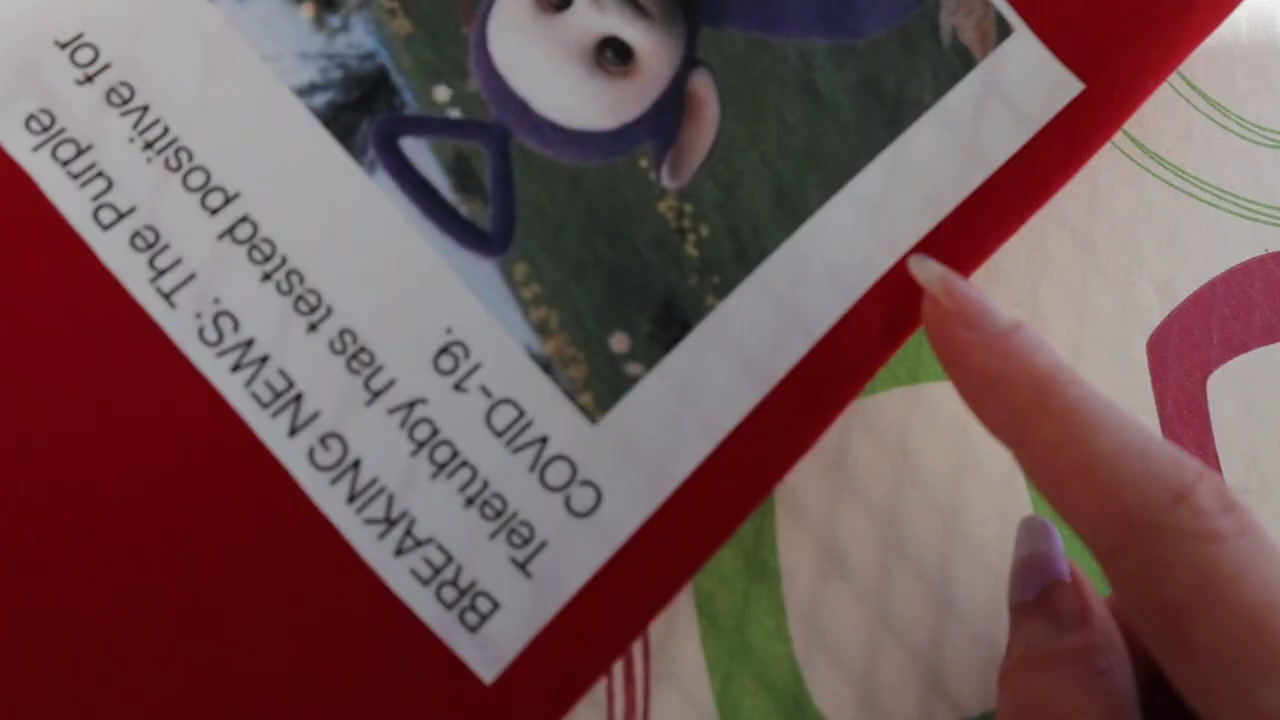 BREAKING NEWS: The Purple
Teletubby has tested positive for
COVID-19.